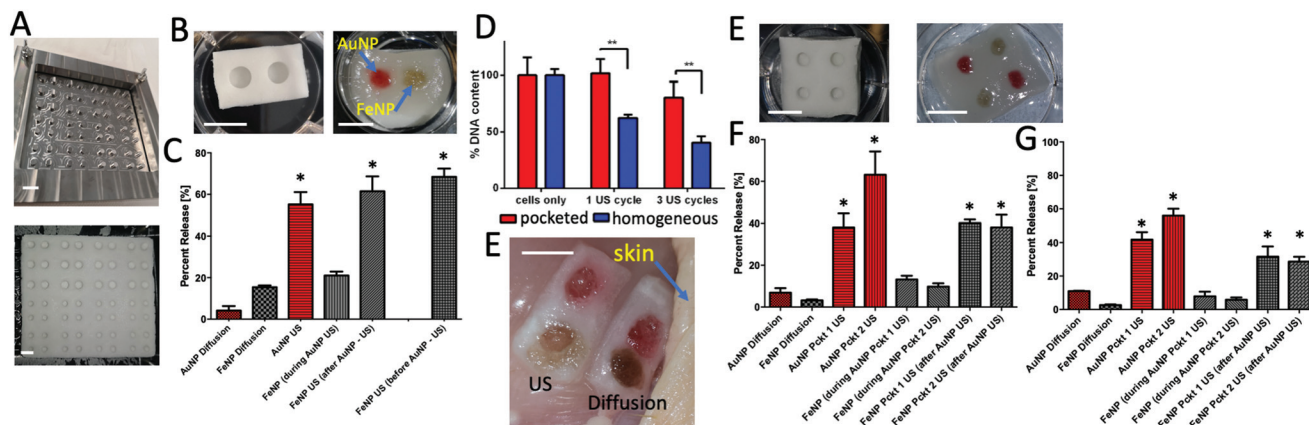 A
B
AuNP
FeNP
C
Percent Release [%]
80
60
40
20
0
*
*
*
AuNP Diffusion
FeNP Diffusion
AuNP US
FeNP (during AuNP US)
FeNP US (after AuNP - US)
FeNP US (before AuNP - US)
D
% DNA content
100
50
0
**
**
cells only
1 US cycle
3 US cycles
pocketed
homogeneous
E
skin
US
Diffusion
E
F
Percent Release [%]
80
60
40
20
0
*
*
*
*
AuNP Diffusion
FeNP Diffusion
AuNP Pckt 1 US
AuNP Pckt 2 US
FeNP (during AuNP Pckt 1 US)
FeNP (during AuNP Pckt 2 US)
FeNP Pckt 1 US (after AuNP US)
FeNP Pckt 2 US (after AuNP US)
G
Percent Release [%]
100
80
60
40
20
0
*
*
*
*
AuNP Diffusion
FeNP Diffusion
AuNP Pckt 1 US
AuNP Pckt 2 US
FeNP (during AuNP Pckt 1 US)
FeNP (during AuNP Pckt 2 US)
FeNP Pckt 1 US (after AuNP US)
FeNP Pckt 2 US (after AuNP US)